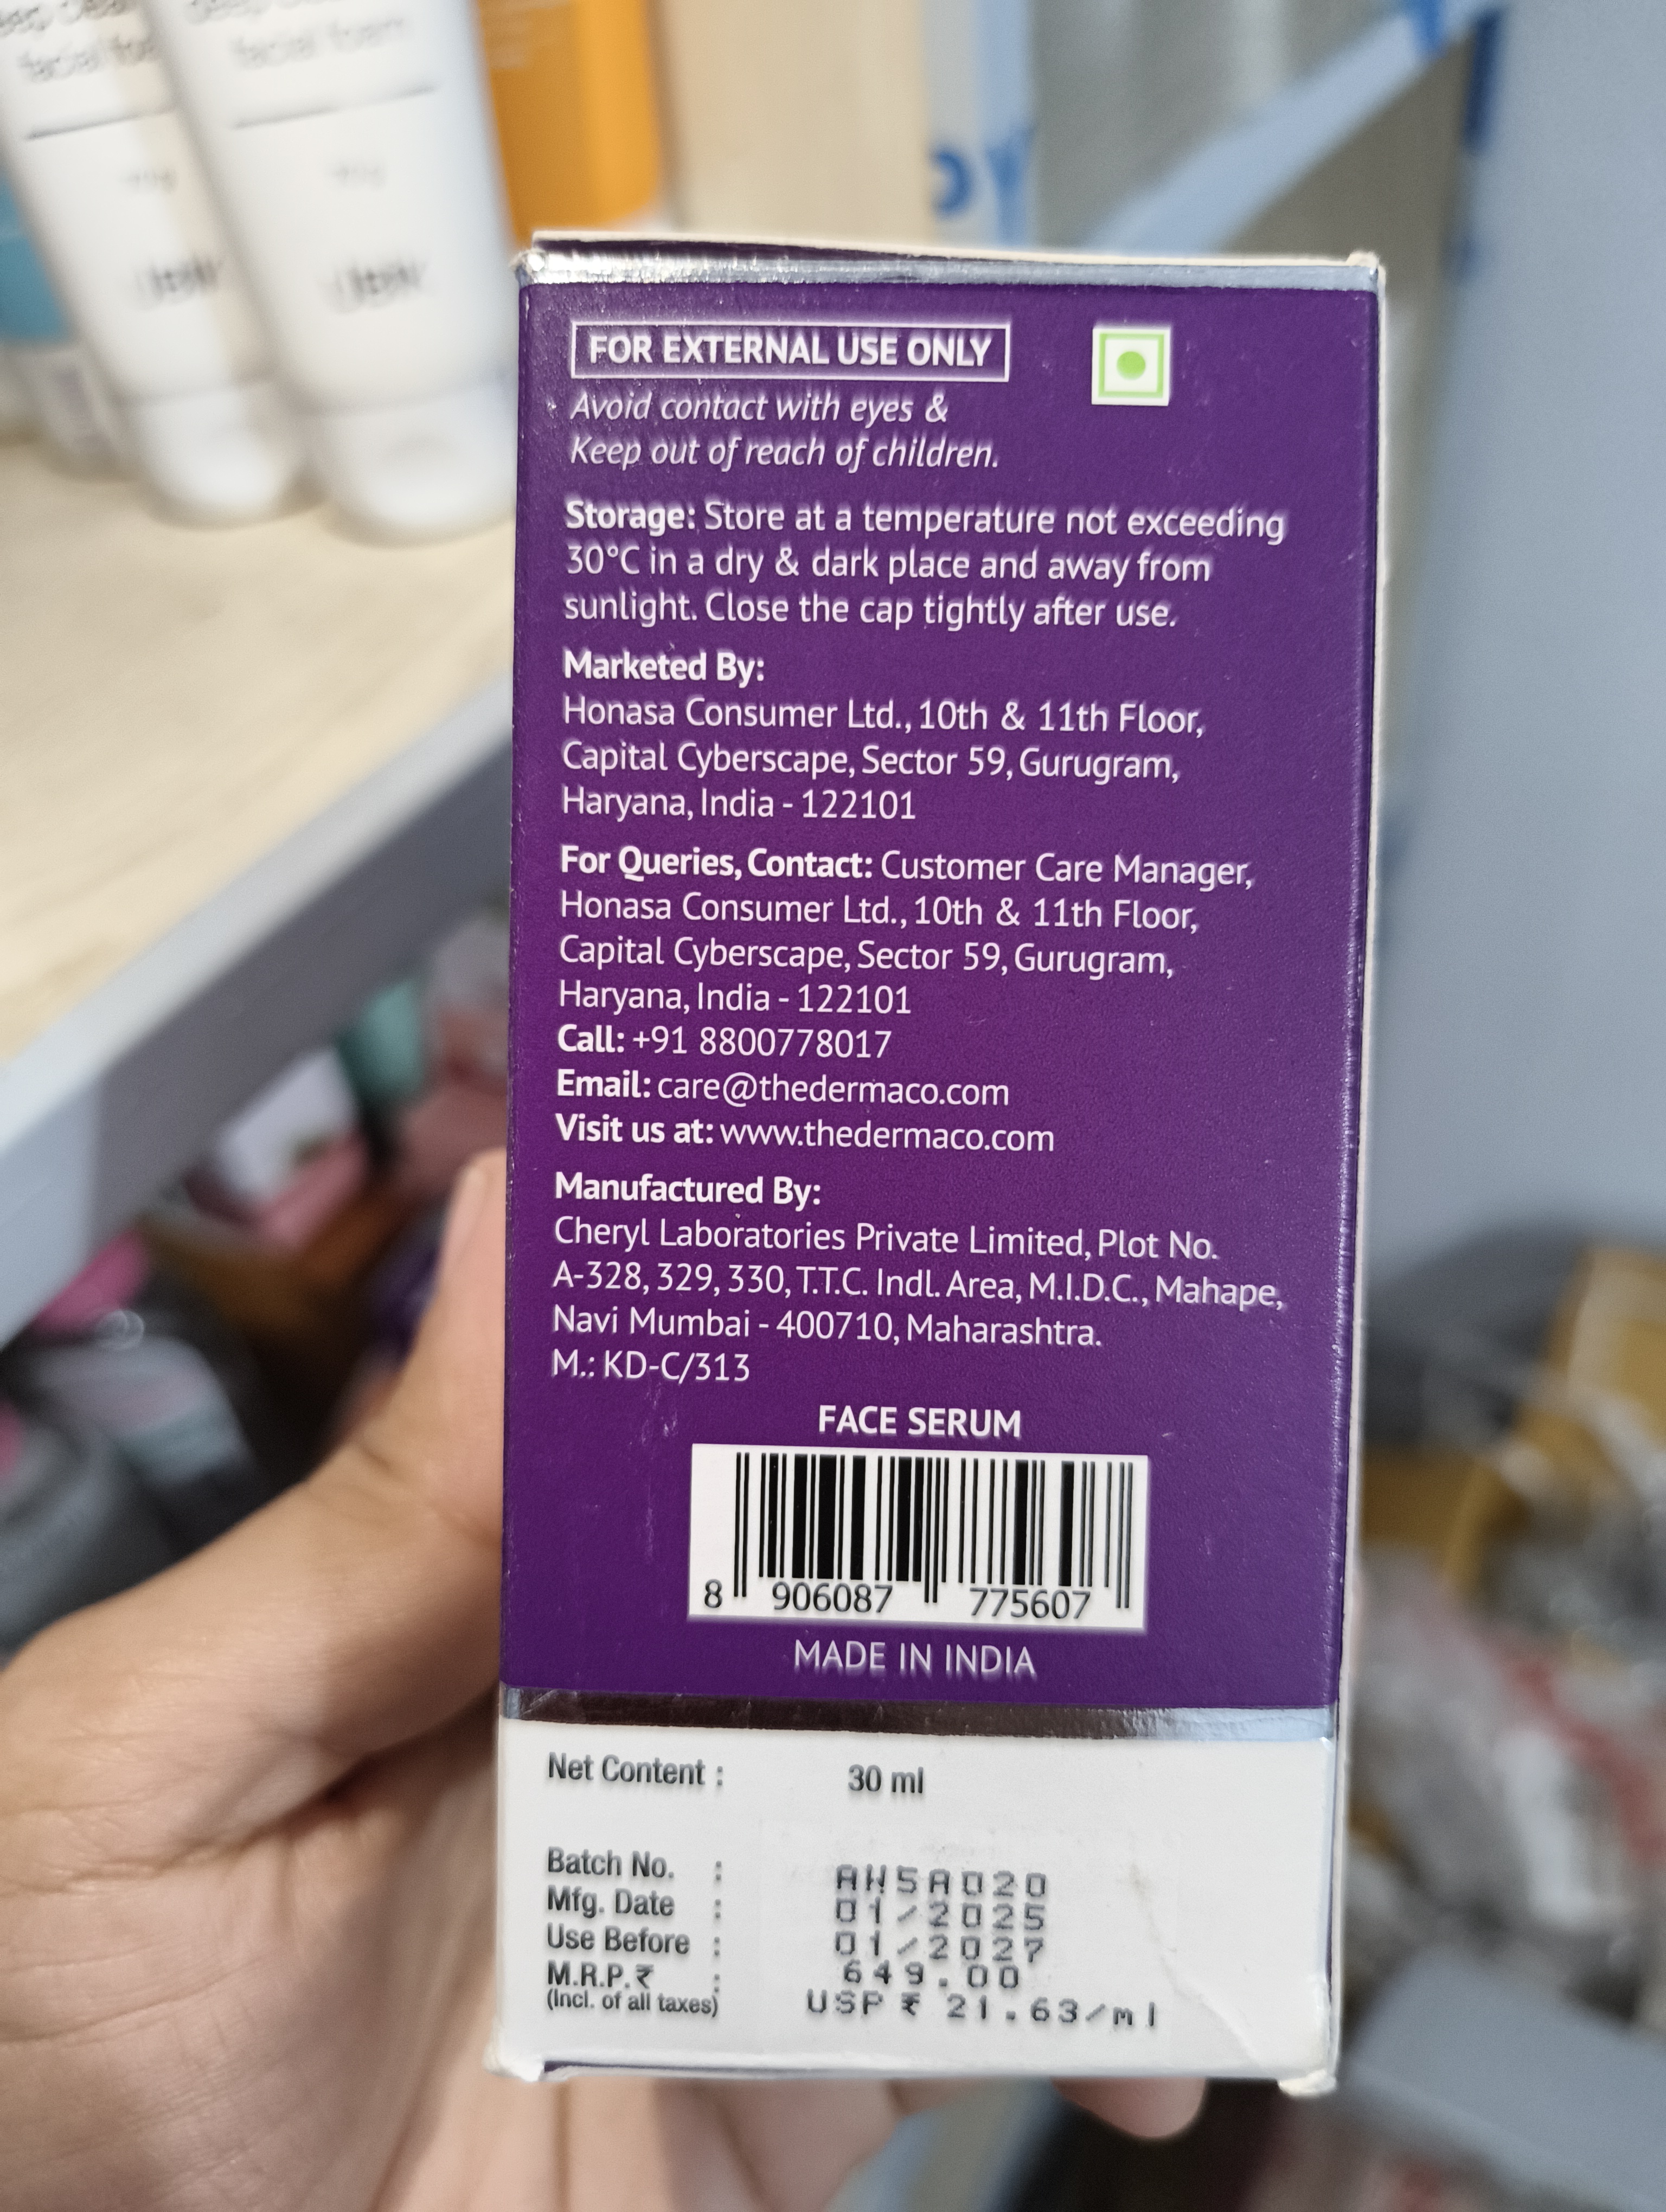 facial foam
FOR EXTERNAL USE ONLY
Avoid contact with eyes &
Keep out of reach of children.
Storage: Store at a temperature not exceeding
30°C in a dry & dark place and away from
sunlight. Close the cap tightly after use.
Marketed By:
Honasa Consumer Ltd., 10th & 11th Floor,
Capital Cyberscape, Sector 59, Gurugram,
Haryana, India - 122101
For Queries, Contact: Customer Care Manager,
Honasa Consumer Ltd., 10th & 11th Floor,
Capital Cyberscape, Sector 59, Gurugram,
Haryana, India - 122101
Call: +91 8800778017
Email: care@thedermaco.com
Visit us at: www.thedermaco.com
Manufactured By:
Cheryl Laboratories Private Limited, Plot No.
A-328, 329, 330, T.T.C. Indl. Area, M.I.D.C., Mahape,
Navi Mumbai - 400710, Maharashtra.
M.: KD-C/313
FACE SERUM
8 906087 775607
MADE IN INDIA
Net Content : 30 ml
Batch No. : AW5A020
Mfg. Date : 01/2025
Use Before : 01/2027
M.R.P.₹ : 649.00
(Incl. of all taxes) USP ₹ 21.63/ml